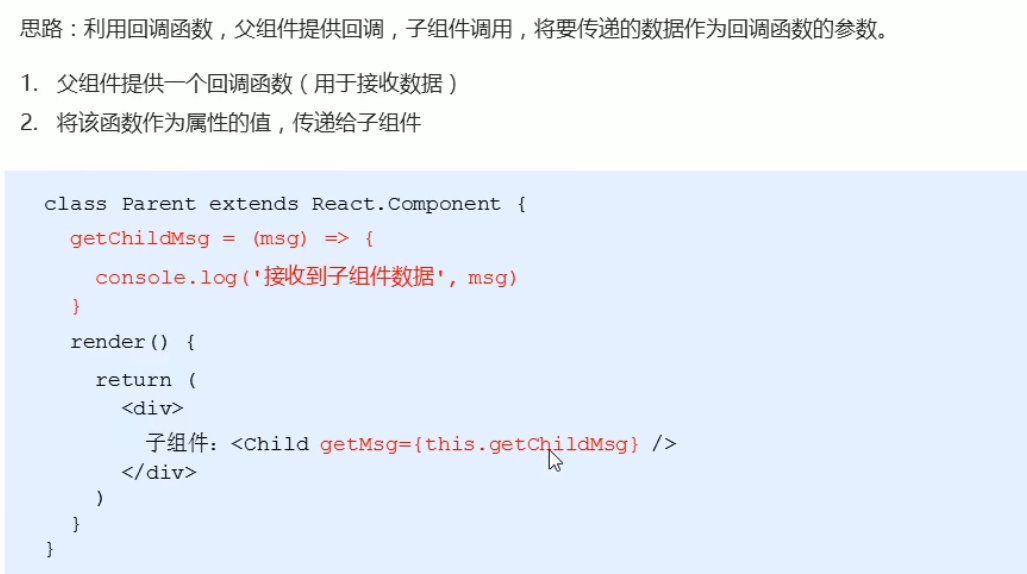 思路：利用回调函数，父组件提供回调，子组件调用，将要传递的数据作为回调函数的参数。
1. 父组件提供一个回调函数（用于接收数据）
2. 将该函数作为属性的值，传递给子组件
class Parent extends React.Component {
getChildMsg = (msg) => {
console.log('接收到子组件数据', msg)
}
render() {
return (
<div>
子组件：<Child getMsg={this.getChildMsg} />
</div>
)
}
}